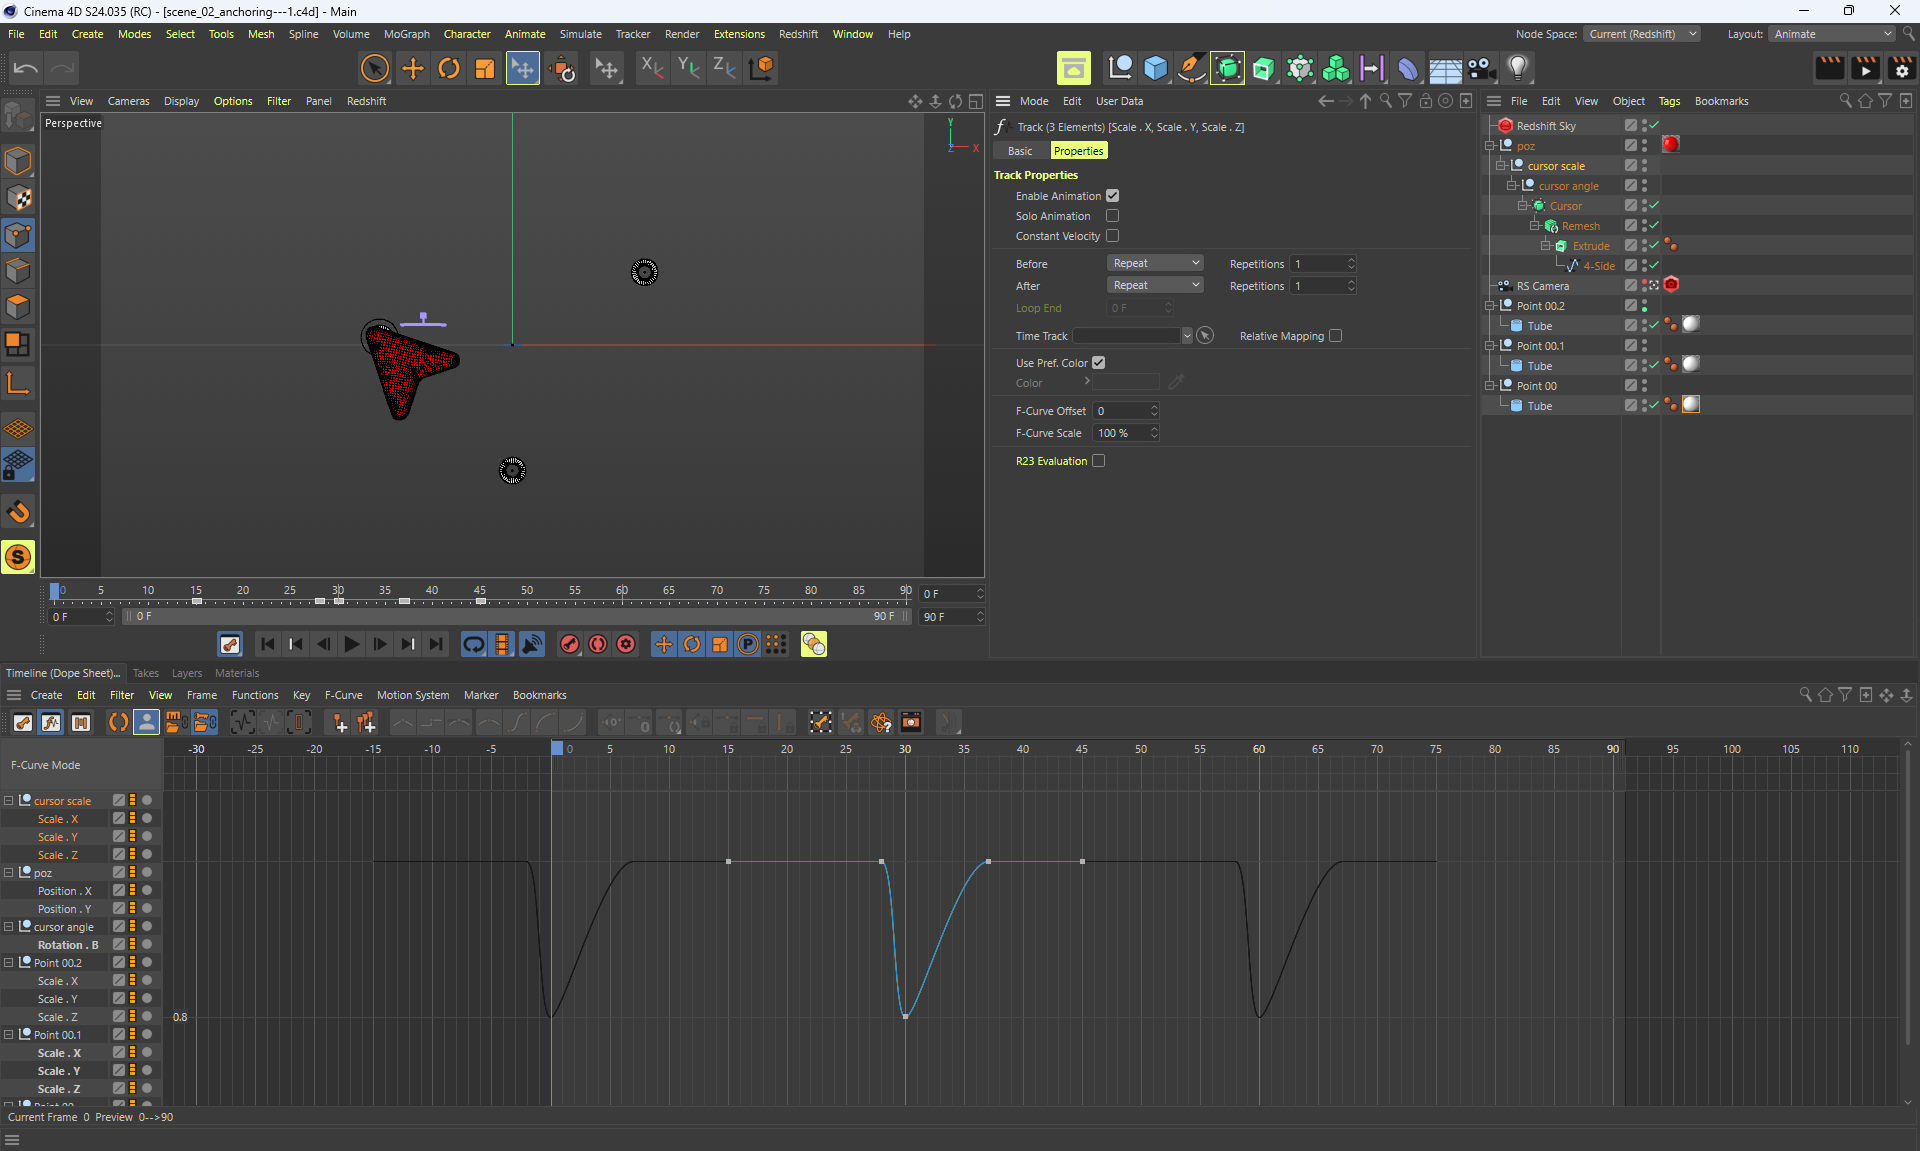 Cinema 4D S24.035 (RC) - [scene_02_anchoring---1.c4d] - Main
File Edit Create Modes Select Tools Mesh Spline Volume MoGraph Character Animate Simulate Tracker Render Extensions Redshift Window Help
Node Space: Current (Redshift) Layout: Animate
View Cameras Display Options Filter Panel Redshift
Perspective
Y
Z X
0 5 10 15 20 25 30 35 40 45 50 55 60 65 70 75 80 85 90
0 F
0 F
0 F
90 F
90 F
Mode Edit User Data
Track (3 Elements) [Scale . X, Scale . Y, Scale . Z]
Basic Properties
Track Properties
Enable Animation
Solo Animation
Constant Velocity
Before Repeat Repetitions 1
After Repeat Repetitions 1
Loop End 0 F
Time Track Relative Mapping
Use Pref. Color
Color
F-Curve Offset 0
F-Curve Scale 100 %
R23 Evaluation
File Edit View Object Tags Bookmarks
Redshift Sky
poz
cursor scale
cursor angle
Cursor
Remesh
Extrude
4-Side
RS Camera
Point 00.2
Tube
Point 00.1
Tube
Point 00
Tube
Timeline (Dope Sheet)... Takes Layers Materials
Create Edit Filter View Frame Functions Key F-Curve Motion System Marker Bookmarks
-30 -25 -20 -15 -10 -5 0 5 10 15 20 25 30 35 40 45 50 55 60 65 70 75 80 85 90 95 100 105 110
F-Curve Mode
cursor scale
Scale . X
Scale . Y
Scale . Z
poz
Position . X
Position . Y
cursor angle
Rotation . B
Point 00.2
Scale . X
Scale . Y
Scale . Z
0.8
Point 00.1
Scale . X
Scale . Y
Scale . Z
Current Frame 0 Preview 0-->90